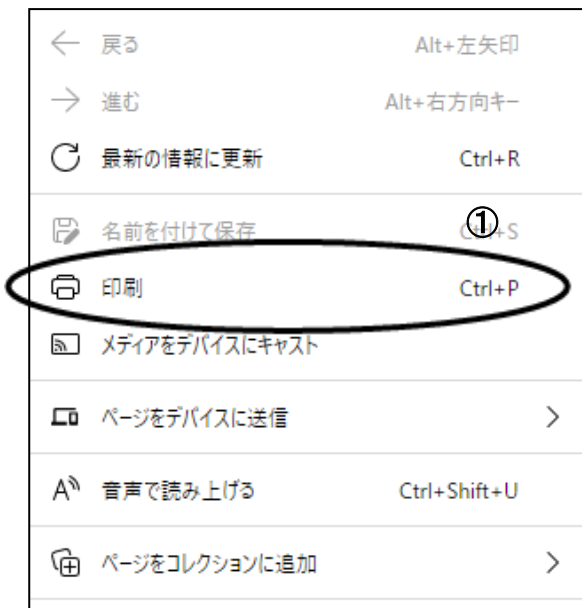 戻る Alt+左矢印
進む Alt+右方向キー
最新の情報に更新 Ctrl+R
①
名前を付けて保存 Ctrl+S
印刷 Ctrl+P
メディアをデバイスにキャスト
ページをデバイスに送信
音声で読み上げる Ctrl+Shift+U
ページをコレクションに追加